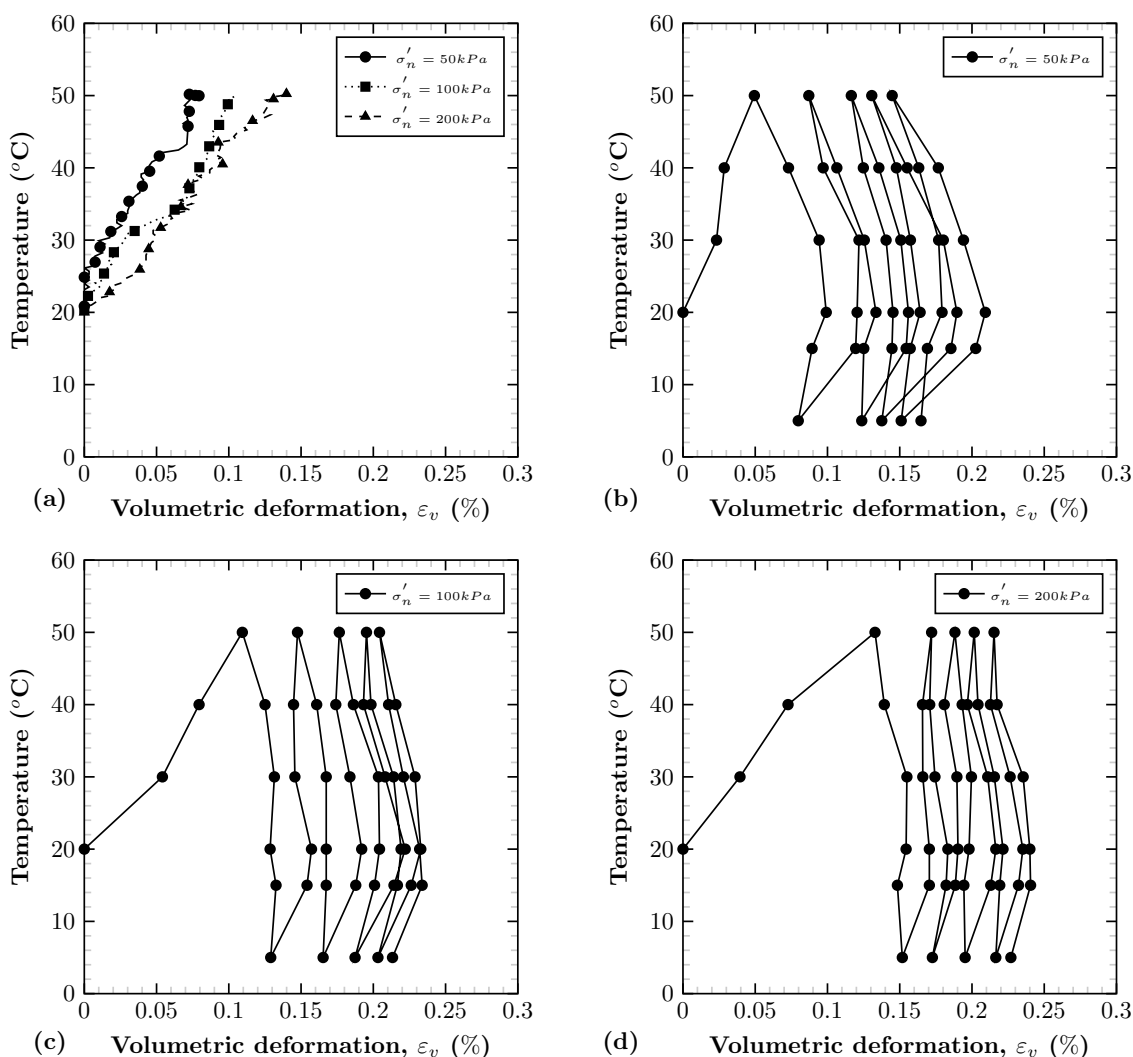 60
50
40
30
20
10
0
0 0.05 0.1 0.15 0.2 0.25 0.3
Temperature (°C)
Volumetric deformation, εv (%)
(a)
σ′n = 50kPa
σ′n = 100kPa
σ′n = 200kPa
60
50
40
30
20
10
0
0 0.05 0.1 0.15 0.2 0.25 0.3
Temperature (°C)
Volumetric deformation, εv (%)
(b)
σ′n = 50kPa
60
50
40
30
20
10
0
0 0.05 0.1 0.15 0.2 0.25 0.3
Temperature (°C)
Volumetric deformation, εv (%)
(c)
σ′n = 100kPa
60
50
40
30
20
10
0
0 0.05 0.1 0.15 0.2 0.25 0.3
Temperature (°C)
Volumetric deformation, εv (%)
(d)
σ′n = 200kPa